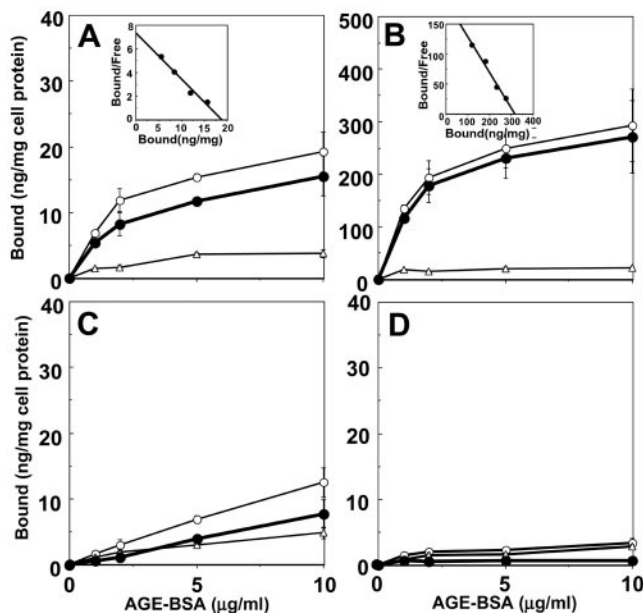 A
40
30
20
10
0
Bound (ng/mg cell protein)
8
6
4
2
0
Bound/Free
0 5 10 15 20
Bound(ng/mg)
B
500
400
300
200
100
0
150
100
50
0
Bound/Free
0 100 200 300 400
Bound(ng/mg)
C
40
30
20
10
0
Bound (ng/mg cell protein)
0 5 10
AGE-BSA (μg/ml)
D
40
30
20
10
0
0 5 10
AGE-BSA (μg/ml)